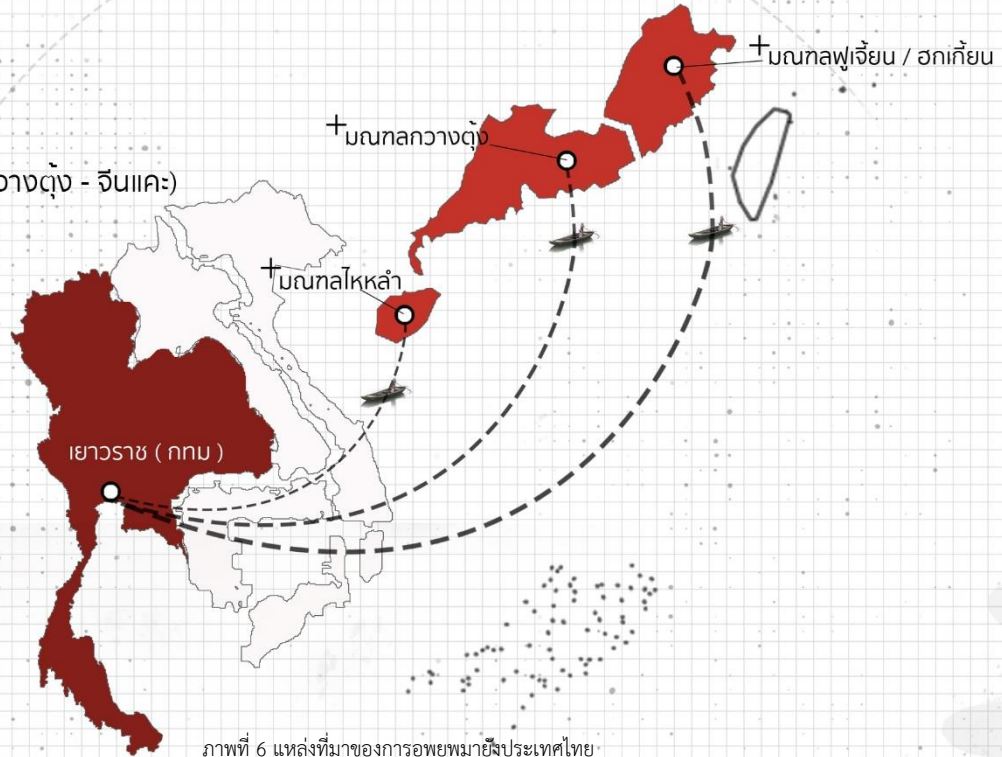 มณฑลฟูเจี้ยน / ฮกเกี้ยน
มณฑลกวางตุ้ง
วางตุ้ง - จีนแคะ)
มณฑลไหหลำ
เยาวราช ( กทม )
ภาพที่ 6 แหล่งที่มาของการอพยพมายังประเทศไทย